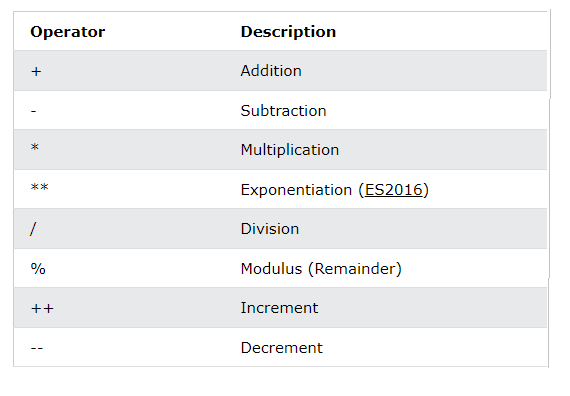 Operator Description
+ Addition
- Subtraction
* Multiplication
** Exponentiation (ES2016)
/ Division
% Modulus (Remainder)
++ Increment
-- Decrement